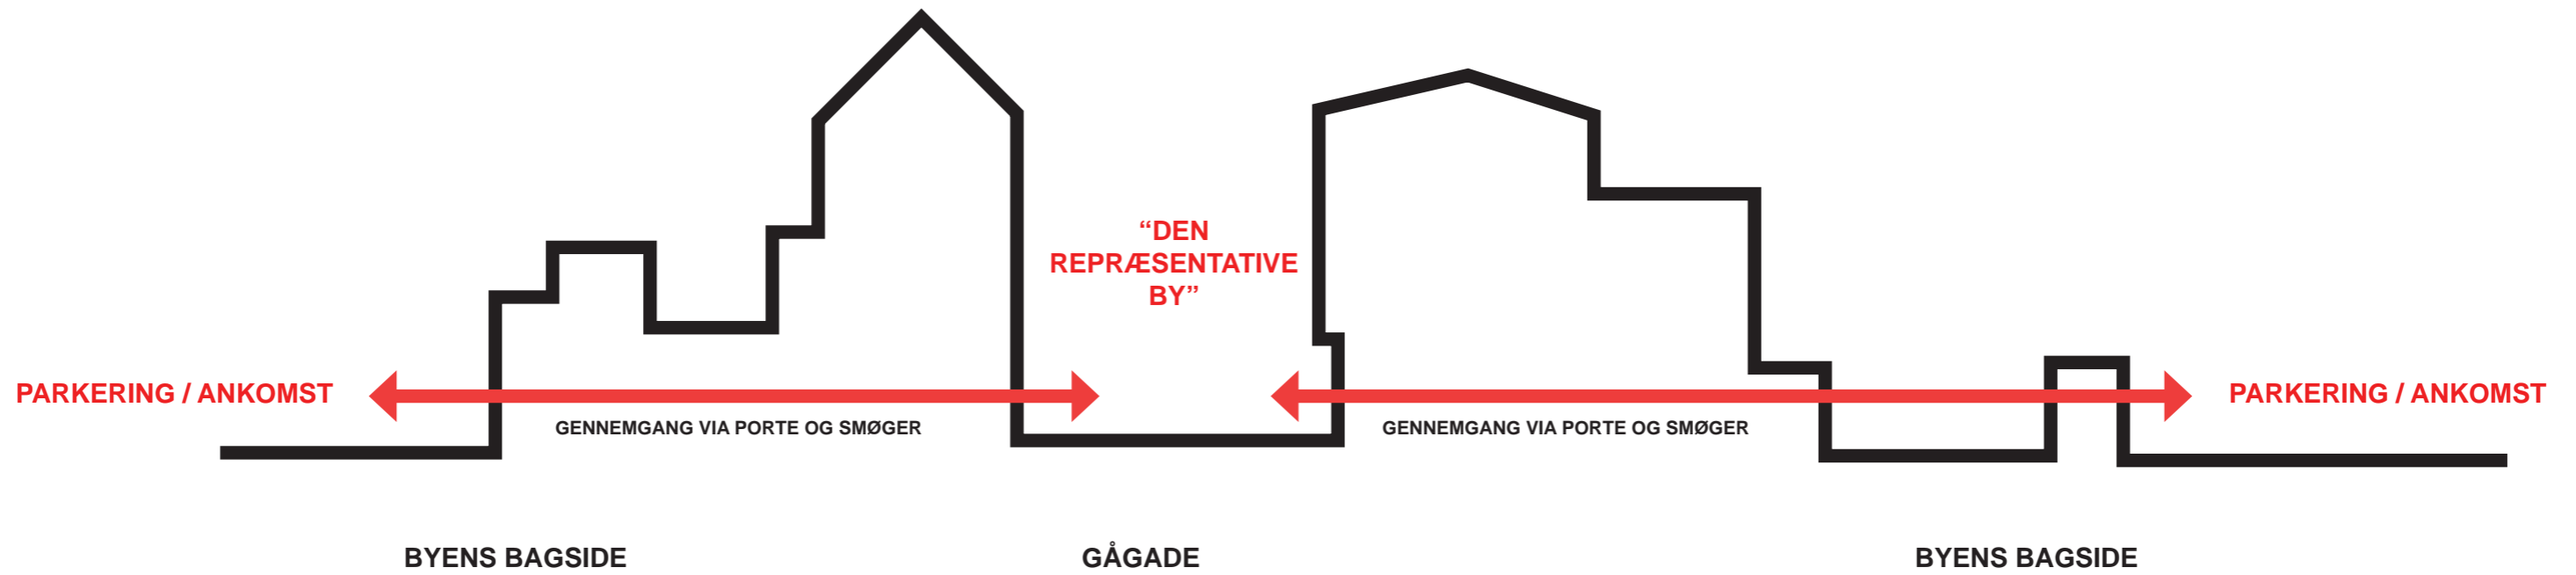 “DEN
REPRÆSENTATIVE
BY”
PARKERING / ANKOMST
GENNEMGANG VIA PORTE OG SMØGER
GENNEMGANG VIA PORTE OG SMØGER
PARKERING / ANKOMST
BYENS BAGSIDE
GÅGADE
BYENS BAGSIDE